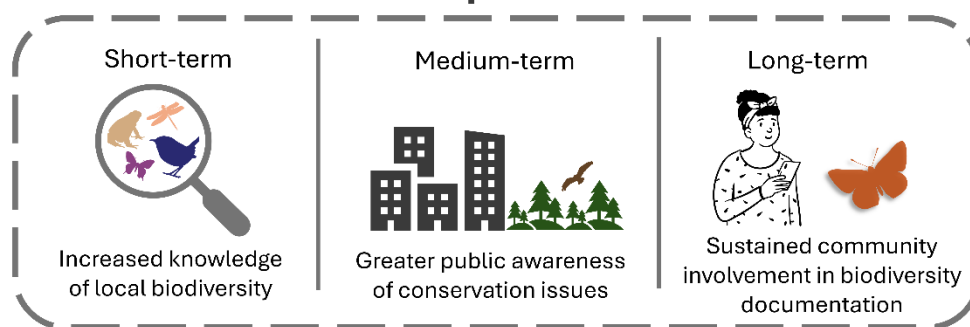 Short-term
Increased knowledge
of local biodiversity
Medium-term
Greater public awareness
of conservation issues
Long-term
Sustained community
involvement in biodiversity
documentation